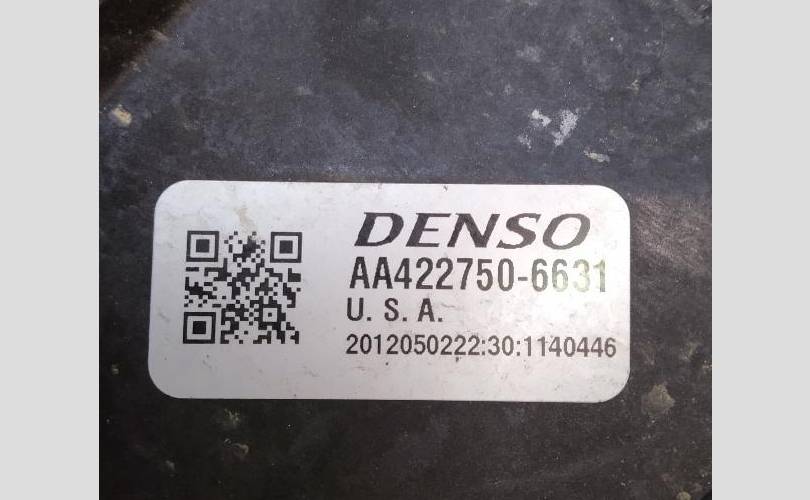 DENSO
AA422750-6631
U. S. A.
2012050222:30:1140446